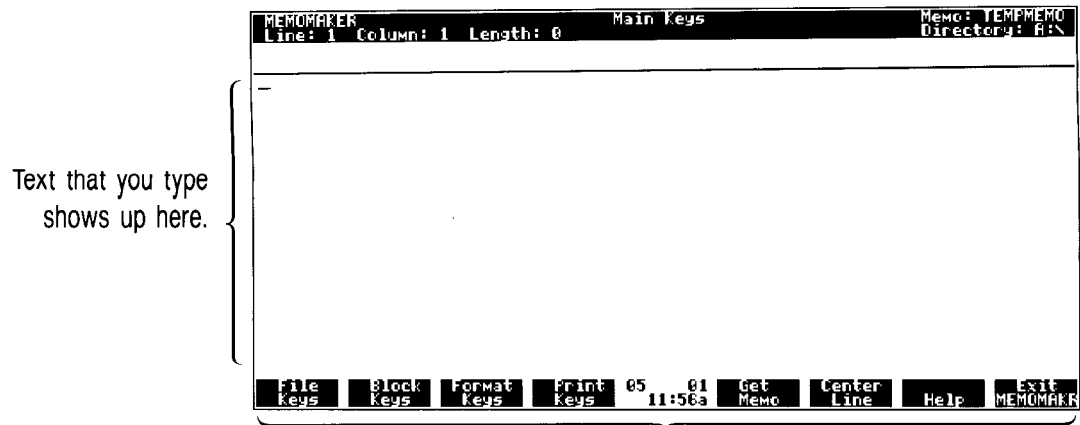 MEMOMAKER Main Keys Memo: TEMPMEMO
Line: 1 Column: 1 Length: 0 Directory: A:\
Text that you type
shows up here.
File Block Format Print 05 01 Get Center Exit
Keys Keys Keys Keys 11:56a Memo Line Help MEMOMAKR